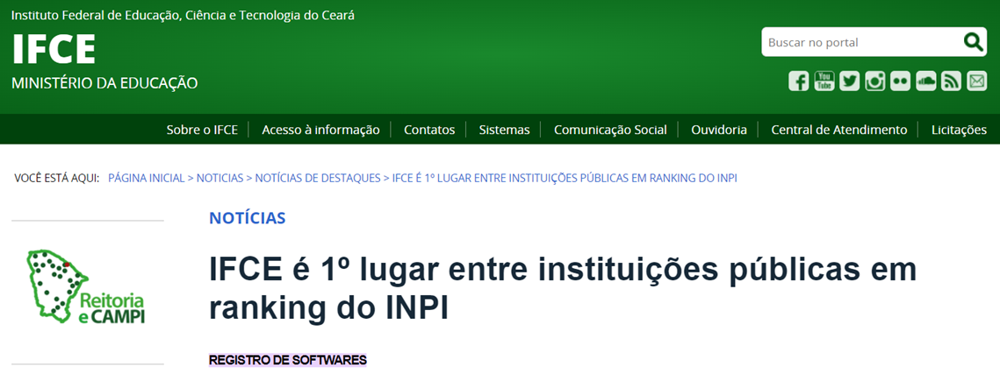 Instituto Federal de Educação, Ciência e Tecnologia do Ceará
IFCE
MINISTÉRIO DA EDUCAÇÃO
Buscar no portal
You Tube
Sobre o IFCE
Acesso à informação
Contatos
Sistemas
Comunicação Social
Ouvidoria
Central de Atendimento
Licitações
VOCÊ ESTÁ AQUI: PÁGINA INICIAL > NOTICIAS > NOTÍCIAS DE DESTAQUES > IFCE É 1º LUGAR ENTRE INSTITUIÇÕES PÚBLICAS EM RANKING DO INPI
Reitoria
e CAMPI
NOTÍCIAS
IFCE é 1º lugar entre instituições públicas em
ranking do INPI
REGISTRO DE SOFTWARES